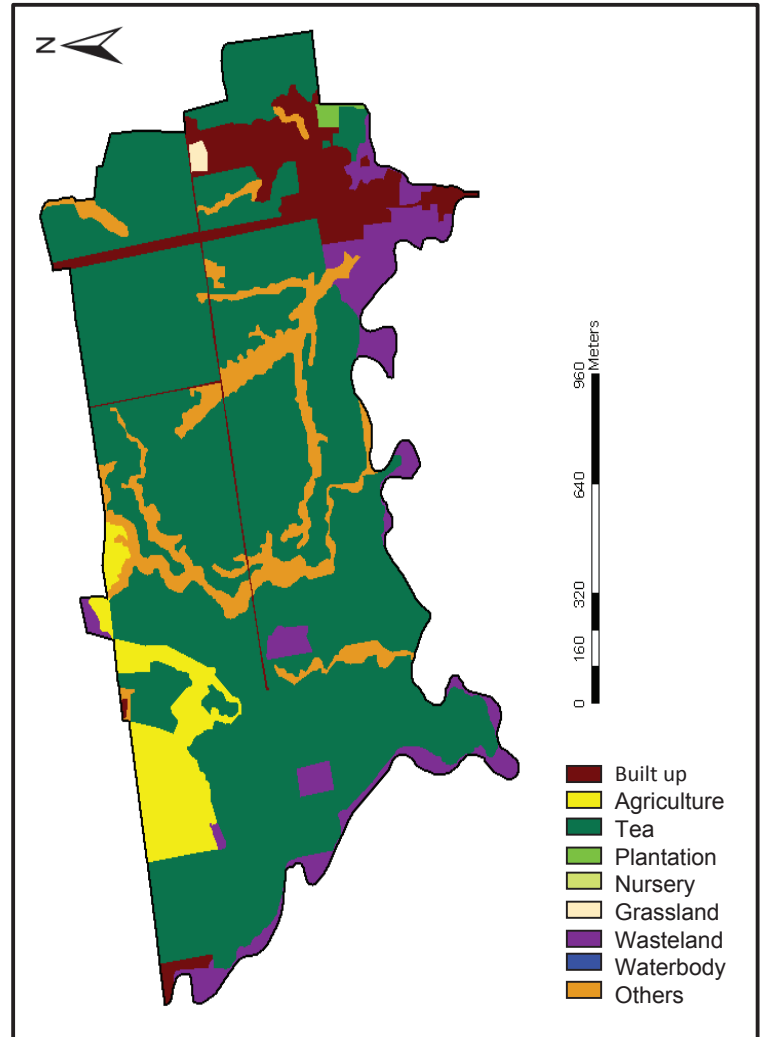 N
960
Meters
640
320
160
0
Built up
Agriculture
Tea
Plantation
Nursery
Grassland
Wasteland
Waterbody
Others